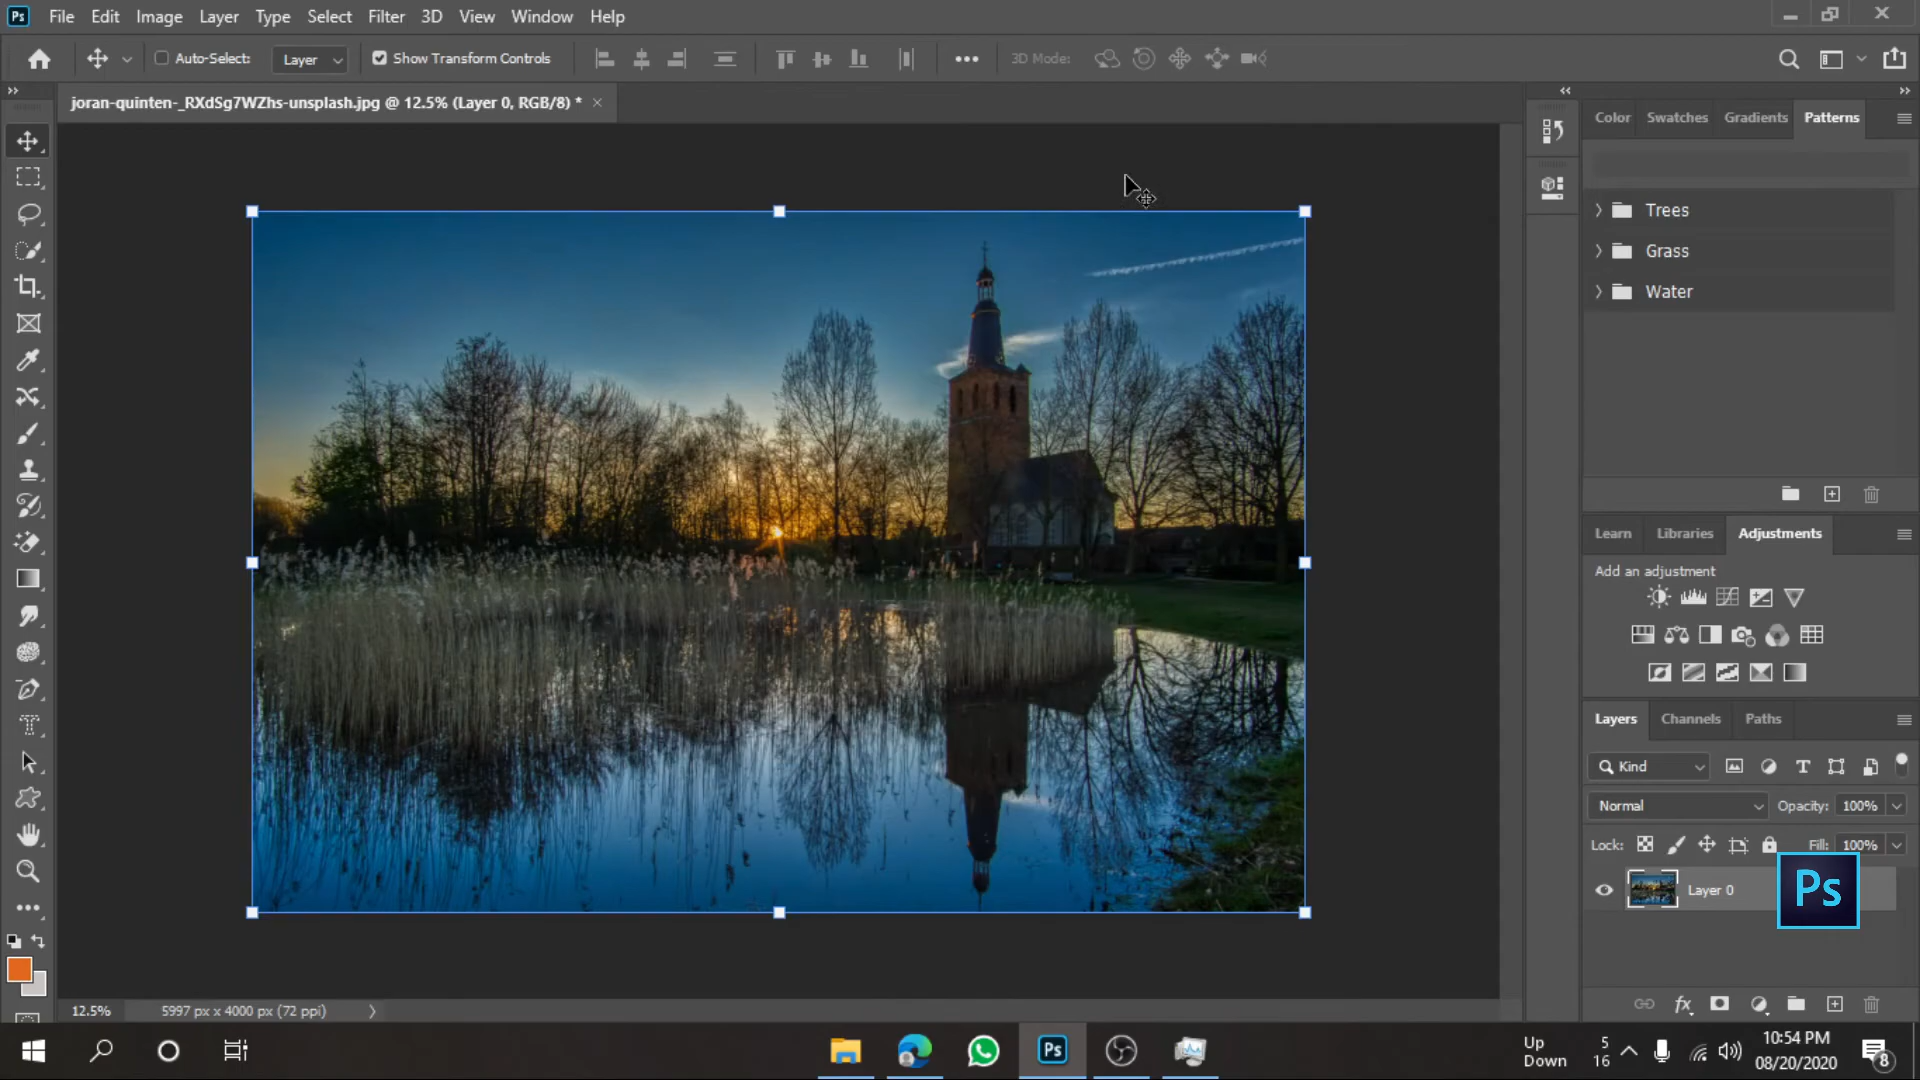 Ps File Edit Image Layer Type Select Filter 3D View Window Help
Auto-Select: Layer Show Transform Controls 3D Mode:
joran-quinten-_RXdSg7WZhs-unsplash.jpg @ 12.5% (Layer 0, RGB/8) *
Color Swatches Gradients Patterns
Trees
Grass
Water
Learn Libraries Adjustments
Add an adjustment
Layers Channels Paths
Kind
Normal Opacity: 100%
Lock: Fill: 100%
Layer 0
Ps
fx
12.5% 5997 px x 4000 px (72 ppi)
Ps
Up 5
Down 16
10:54 PM
08/20/2020
8